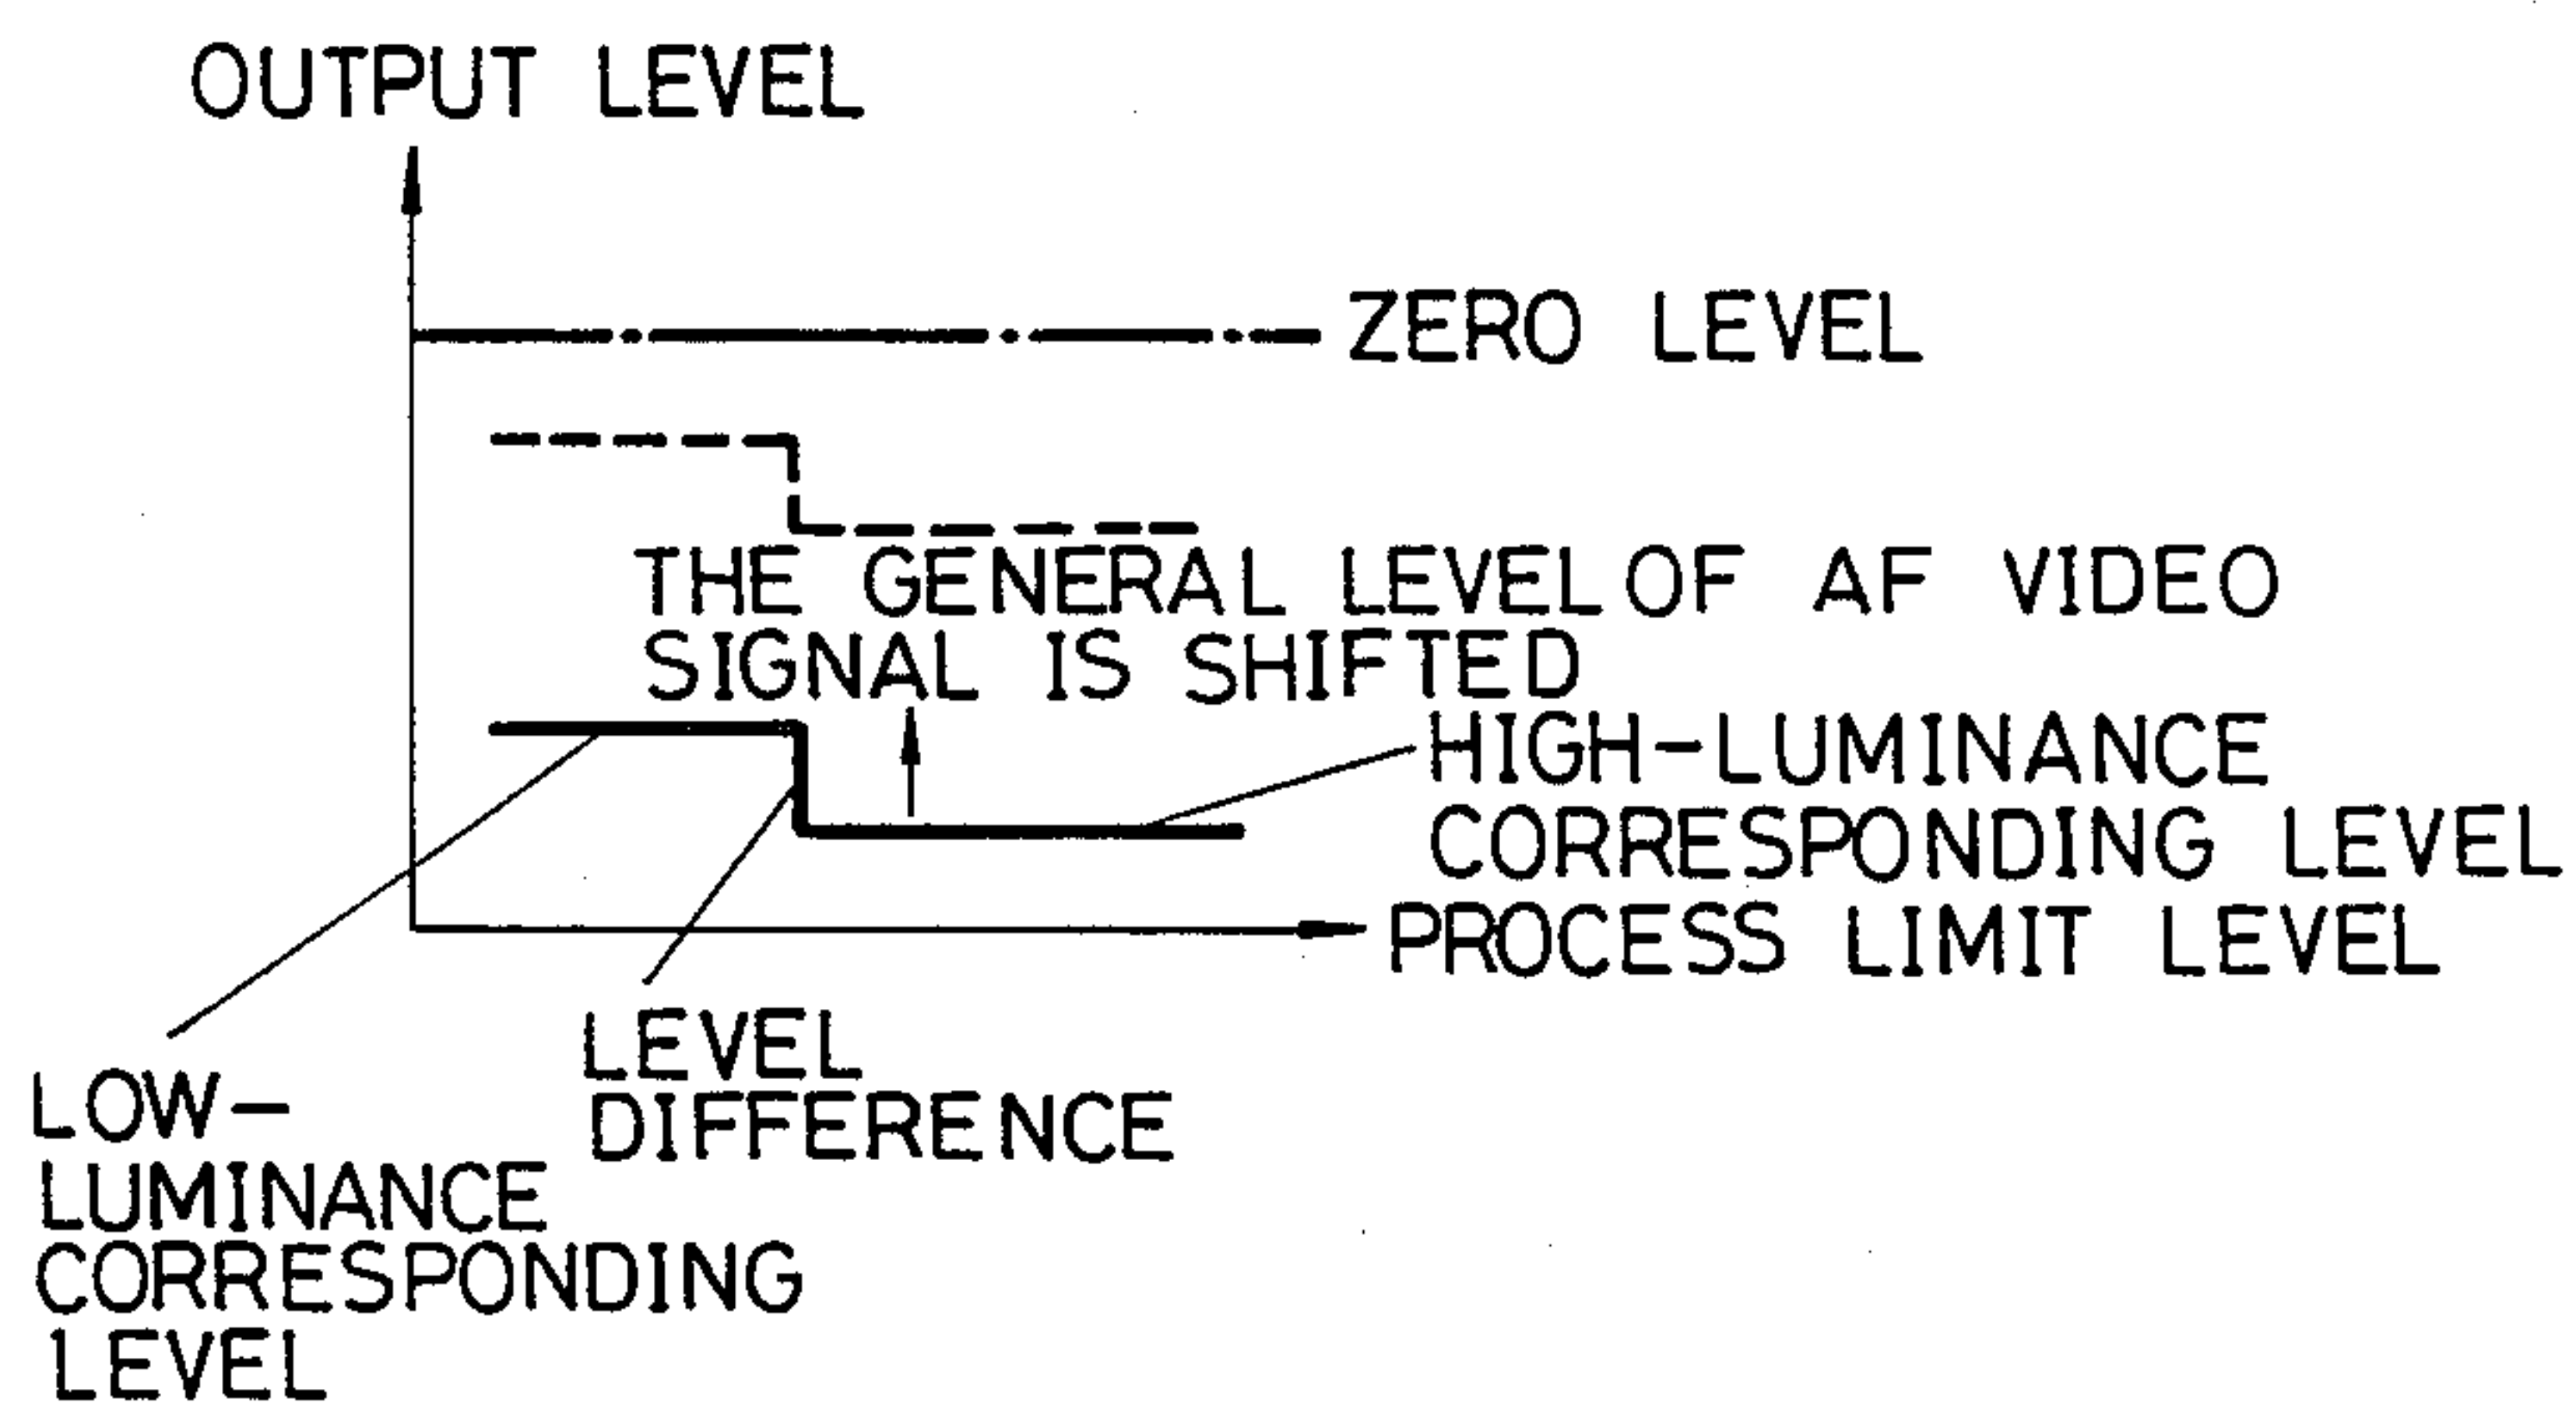 OUTPUT LEVEL
ZERO LEVEL
THE GENERAL LEVEL OF AF VIDEO
SIGNAL IS SHIFTED
HIGH-LUMINANCE
CORRESPONDING LEVEL
PROCESS LIMIT LEVEL
LEVEL
DIFFERENCE
LOW-
LUMINANCE
CORRESPONDING
LEVEL